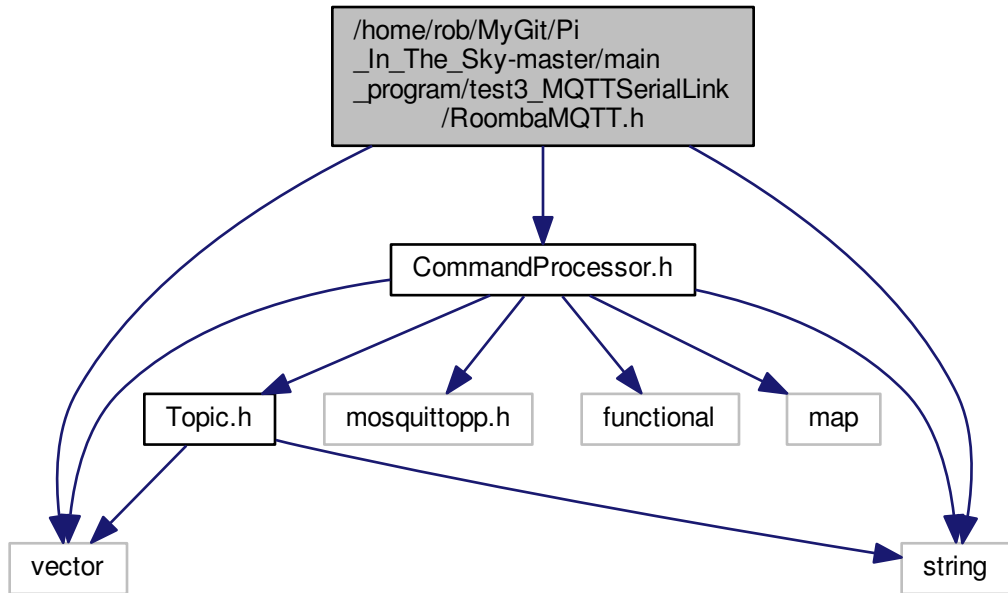 /home/rob/MyGit/Pi
_In_The_Sky-master/main
_program/test3_MQTTSerialLink
/RoombaMQTT.h
CommandProcessor.h
Topic.h
mosquittopp.h
functional
map
vector
string